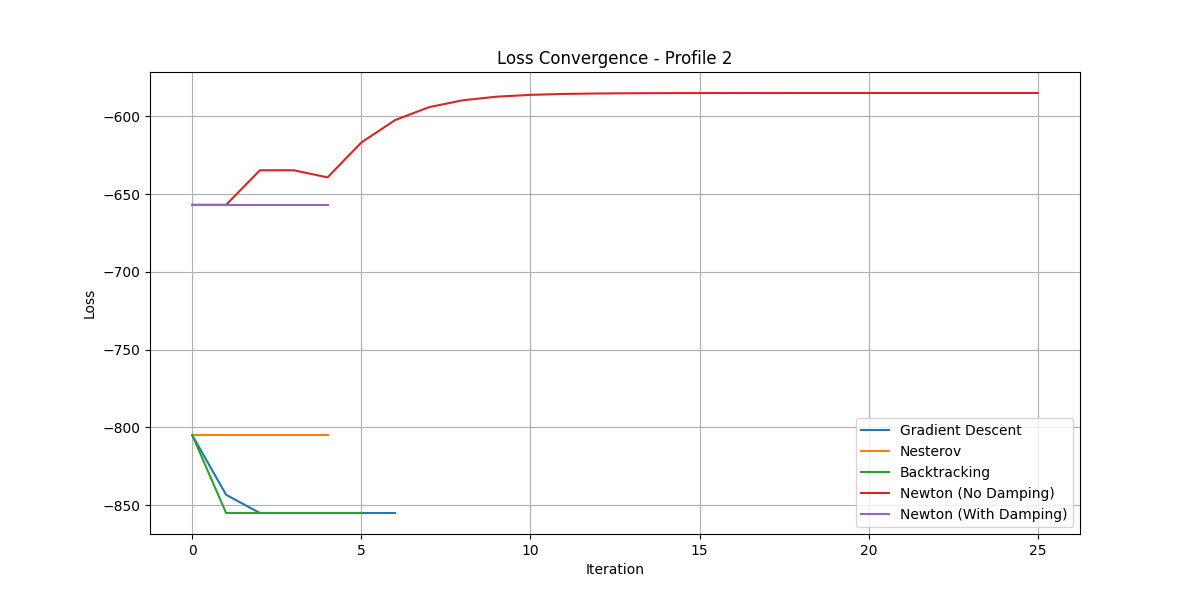 Loss Convergence - Profile 2
Loss
−600
−650
−700
−750
−800
−850
0
5
10
15
20
25
Iteration
Gradient Descent
Nesterov
Backtracking
Newton (No Damping)
Newton (With Damping)